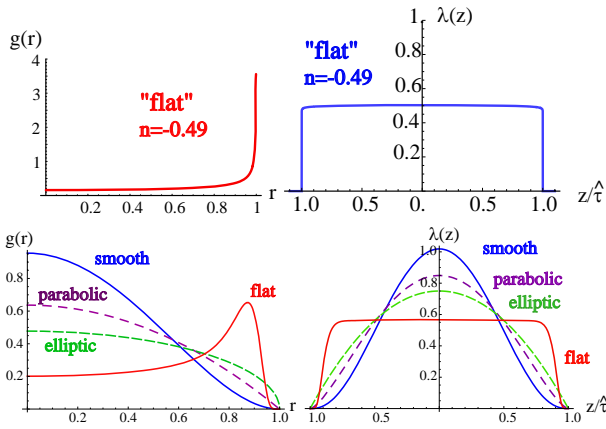 g(r)
4
3
2
1
"flat"
n=-0.49
0.2 0.4 0.6 0.8 1
r
λ(z)
1
0.8
0.6
0.4
0.2
"flat"
n=-0.49
1.0 0.5 0. 0.5 1.0
z/τ̂
g(r)
0.8
0.6
0.4
0.2
smooth
parabolic
elliptic
flat
0.2 0.4 0.6 0.8 1.0
r
λ(z)
1.0
0.8
0.6
0.4
0.2
smooth
parabolic
elliptic
flat
1.0 0.5 0.5 1.0
z/τ̂